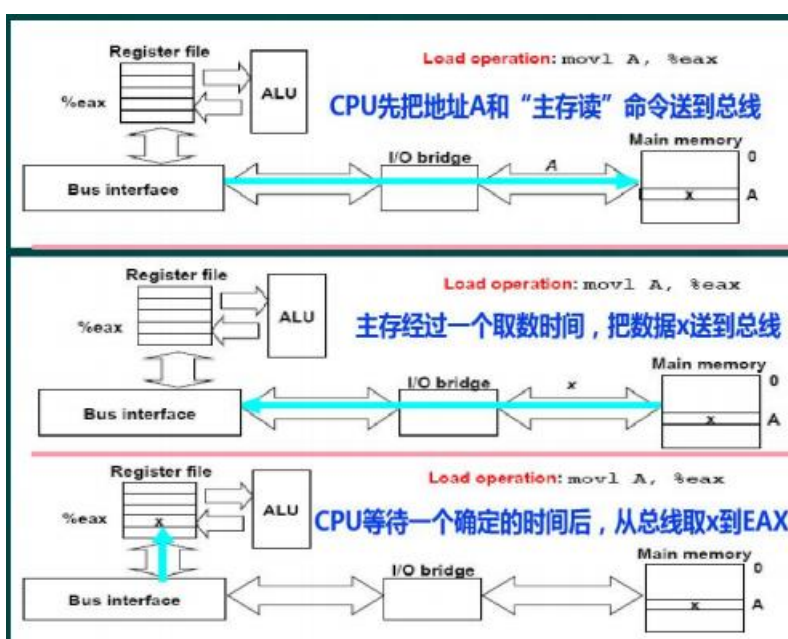 Register file
Load operation: movl A, %eax
%eax
ALU
CPU先把地址A和“主存读”命令送到总线
Main memory
I/O bridge
A
0
Bus interface
x
A
Register file
Load operation: movl A, %eax
%eax
ALU
主存经过一个取数时间，把数据x送到总线
Main memory
I/O bridge
x
0
Bus interface
x
A
Register file
Load operation: movl A, %eax
%eax
x
ALU
CPU等待一个确定的时间后，从总线取x到EAX
Main memory
I/O bridge
0
Bus interface
x
A